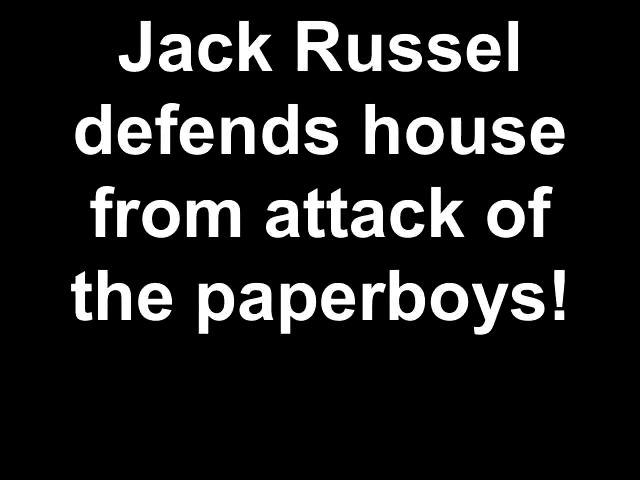 Jack Russel
defends house
from attack of
the paperboys!